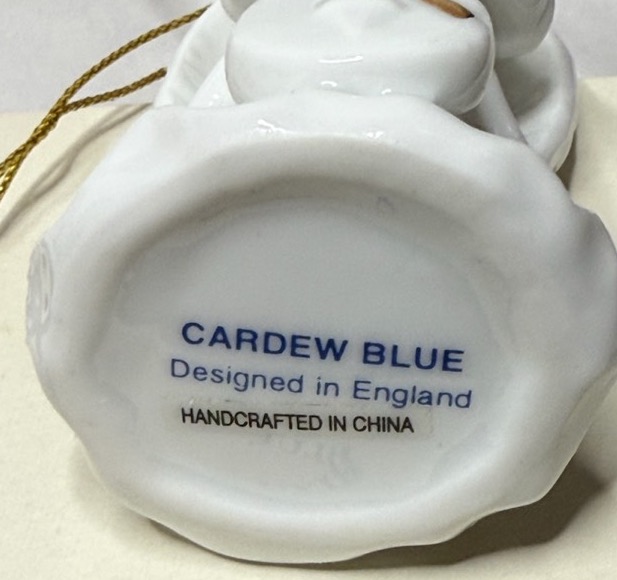 CARDEW BLUE
Designed in England
HANDCRAFTED IN CHINA